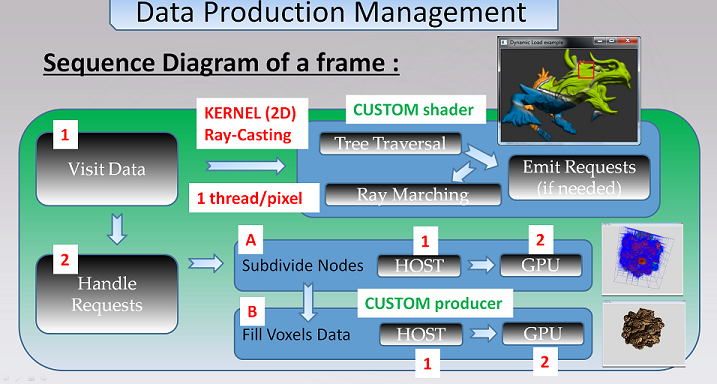 Data Production Management
Sequence Diagram of a frame :
Dynamic Load example
KERNEL (2D)
Ray-Casting
CUSTOM shader
1
Visit Data
Tree Traversal
Emit Requests
(if needed)
1 thread/pixel
Ray Marching
2
Handle
Requests
A
Subdivide Nodes
1
HOST
2
GPU
B
Fill Voxels Data
CUSTOM producer
HOST
GPU
1
2